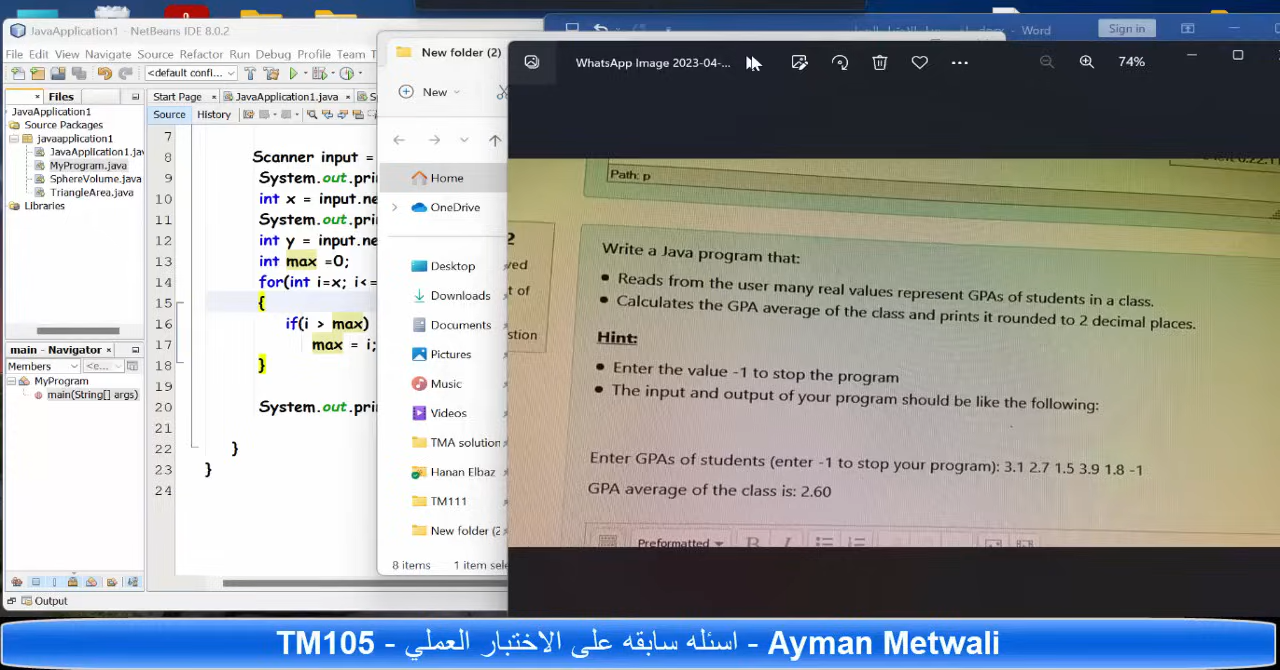 JavaApplication1 - NetBeans IDE 8.0.2
File Edit View Navigate Source Refactor Run Debug Profile Team T
<default confi...
Files
Start Page
JavaApplication1.java
JavaApplication1
Source
History
Source Packages
javaapplication1
JavaApplication1.jav
MyProgram.java
SphereVolume.java
TriangleArea.java
Libraries
7
8 Scanner input =
9 System.out.prin
10 int x = input.ne
11 System.out.prin
12 int y = input.ne
13 int max =0;
14 for(int i=x; i<=
15 {
16 if(i > max)
17 max = i;
18 }
19
20 System.out.prin
21
22 }
23 }
24
main - Navigator
Members
<e...
MyProgram
main(String[] args)
Output
New folder (2)
New
Home
OneDrive
Desktop
Downloads
Documents
Pictures
Music
Videos
TMA solution
Hanan Elbaz
TM111
New folder (2
8 items
1 item sele
Word
Sign in
WhatsApp Image 2023-04-...
74%
Path: p
2
ved
t of
stion
Write a Java program that:
• Reads from the user many real values represent GPAs of students in a class.
• Calculates the GPA average of the class and prints it rounded to 2 decimal places.
Hint:
• Enter the value -1 to stop the program
• The input and output of your program should be like the following:
Enter GPAs of students (enter -1 to stop your program): 3.1 2.7 1.5 3.9 1.8 -1
GPA average of the class is: 2.60
Preformatted
B I
TM105 - اسئله سابقه على الاختبار العملي - Ayman Metwali